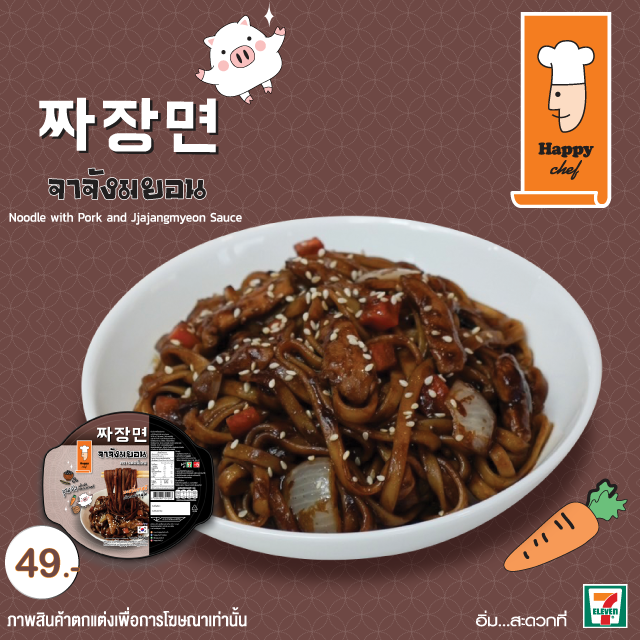 짜장면
จาจังมยอน
Noodle with Pork and Jjajangmyeon Sauce
Happy
chef
짜장면
จาจังมยอน
49.-
ภาพสินค้าตกแต่งเพื่อการโฆษณาเท่านั้น
อิ่ม...สะดวกที่
7
ELEVEN